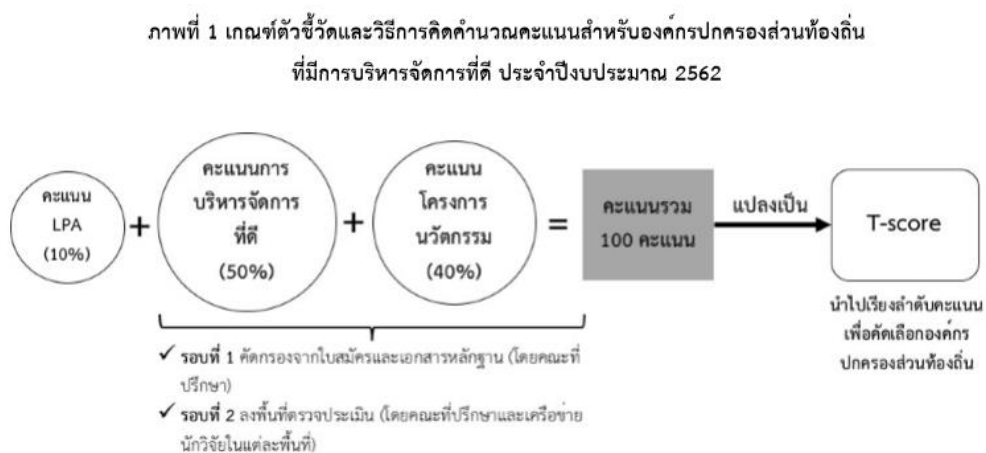 ภาพที่ 1 เกณฑ์ตัวชี้วัดและวิธีการคิดคำนวณคะแนนสำหรับองค์กรปกครองส่วนท้องถิ่น
ที่มีการบริหารจัดการที่ดี ประจำปีงบประมาณ 2562
คะแนน
LPA
(10%)
+
คะแนนการ
บริหารจัดการ
ที่ดี
(50%)
+
คะแนน
โครงการ
นวัตกรรม
(40%)
=
คะแนนรวม
100 คะแนน
แปลงเป็น
T-score
นำไปเรียงลำดับคะแนน
เพื่อคัดเลือกองค์กร
ปกครองส่วนท้องถิ่น
✓ รอบที่ 1 คัดกรองจากใบสมัครและเอกสารหลักฐาน (โดยคณะที่
ปรึกษา)
✓ รอบที่ 2 ลงพื้นที่ตรวจประเมิน (โดยคณะที่ปรึกษาและเครือข่าย
นักวิจัยในแต่ละพื้นที่)